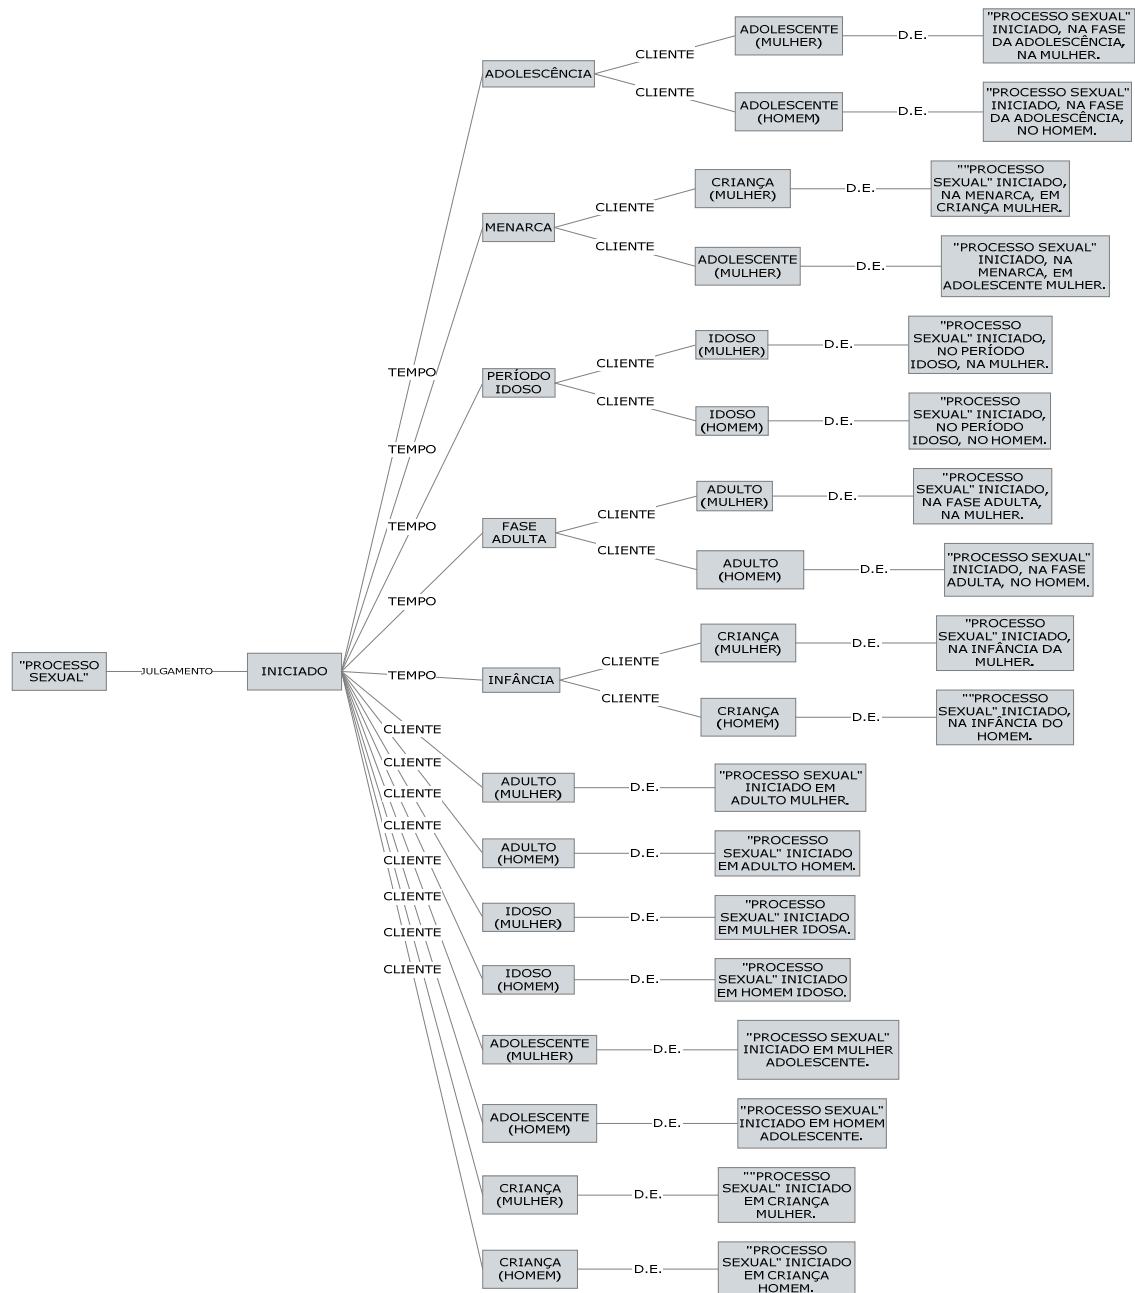 "PROCESSO
SEXUAL"
JULGAMENTO
INICIADO
TEMPO
ADOLESCÊNCIA
CLIENTE
ADOLESCENTE
(MULHER)
D.E.
"PROCESSO SEXUAL"
INICIADO, NA FASE
DA ADOLESCÊNCIA,
NA MULHER.
CLIENTE
ADOLESCENTE
(HOMEM)
D.E.
"PROCESSO SEXUAL"
INICIADO, NA FASE
DA ADOLESCÊNCIA,
NO HOMEM.
TEMPO
MENARCA
CLIENTE
CRIANÇA
(MULHER)
D.E.
""PROCESSO
SEXUAL" INICIADO,
NA MENARCA, EM
CRIANÇA MULHER.
CLIENTE
ADOLESCENTE
(MULHER)
D.E.
"PROCESSO SEXUAL"
INICIADO, NA
MENARCA, EM
ADOLESCENTE MULHER.
TEMPO
PERÍODO
IDOSO
CLIENTE
IDOSO
(MULHER)
D.E.
"PROCESSO
SEXUAL" INICIADO,
NO PERÍODO
IDOSO, NA MULHER.
CLIENTE
IDOSO
(HOMEM)
D.E.
"PROCESSO
SEXUAL" INICIADO,
NO PERÍODO
IDOSO, NO HOMEM.
TEMPO
FASE
ADULTA
CLIENTE
ADULTO
(MULHER)
D.E.
"PROCESSO
SEXUAL" INICIADO,
NA FASE ADULTA,
NA MULHER.
CLIENTE
ADULTO
(HOMEM)
D.E.
"PROCESSO SEXUAL"
INICIADO, NA FASE
ADULTA, NO HOMEM.
TEMPO
INFÂNCIA
CLIENTE
CRIANÇA
(MULHER)
D.E.
"PROCESSO
SEXUAL" INICIADO,
NA INFÂNCIA DA
MULHER.
CLIENTE
CRIANÇA
(HOMEM)
D.E.
""PROCESSO
SEXUAL" INICIADO,
NA INFÂNCIA DO
HOMEM.
CLIENTE
ADULTO
(MULHER)
D.E.
"PROCESSO SEXUAL"
INICIADO EM
ADULTO MULHER.
CLIENTE
ADULTO
(HOMEM)
D.E.
"PROCESSO
SEXUAL" INICIADO
EM ADULTO HOMEM.
CLIENTE
IDOSO
(MULHER)
D.E.
"PROCESSO
SEXUAL" INICIADO
EM MULHER IDOSA.
CLIENTE
IDOSO
(HOMEM)
D.E.
"PROCESSO
SEXUAL" INICIADO
EM HOMEM IDOSO.
CLIENTE
ADOLESCENTE
(MULHER)
D.E.
"PROCESSO SEXUAL"
INICIADO EM MULHER
ADOLESCENTE.
CLIENTE
ADOLESCENTE
(HOMEM)
D.E.
"PROCESSO SEXUAL"
INICIADO EM HOMEM
ADOLESCENTE.
CLIENTE
CRIANÇA
(MULHER)
D.E.
""PROCESSO
SEXUAL" INICIADO
EM CRIANÇA
MULHER.
CLIENTE
CRIANÇA
(HOMEM)
D.E.
"PROCESSO
SEXUAL" INICIADO
EM CRIANÇA
HOMEM.